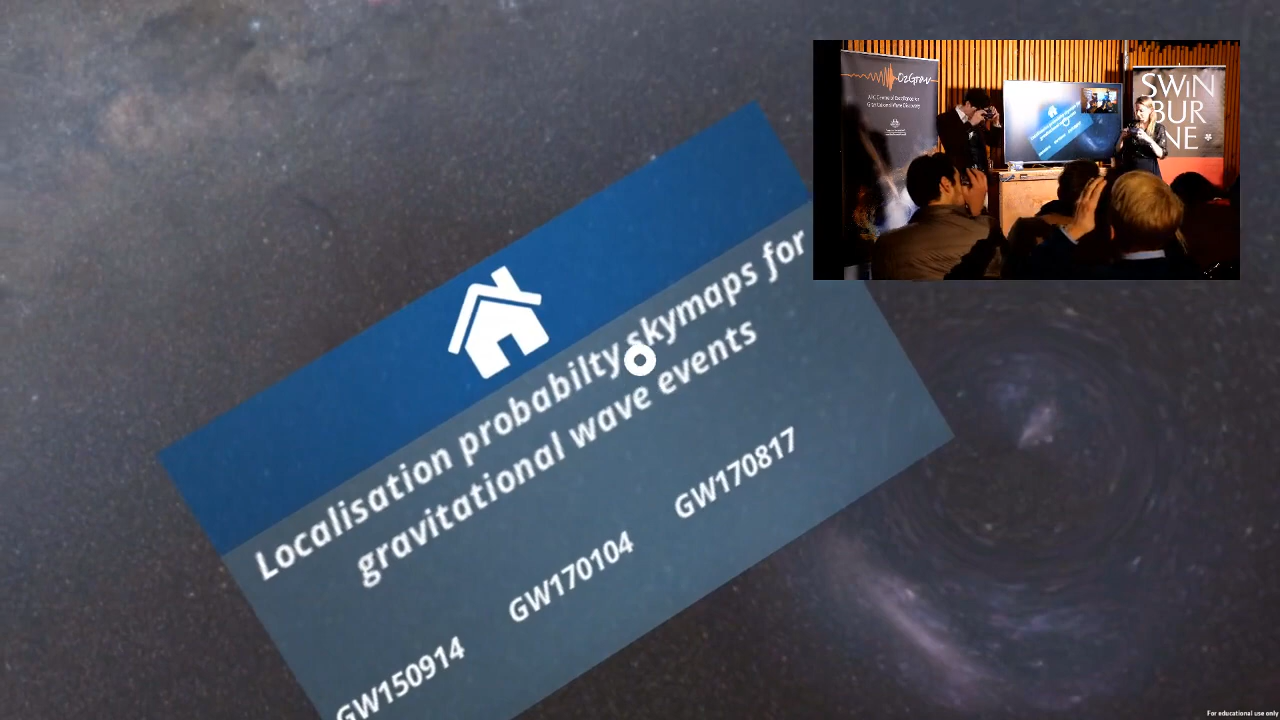 Localisation probabilty skymaps for
gravitational wave events
GW150914
GW170104
GW170817
OzGrav
SWIN
BUR
NE
For educational use only